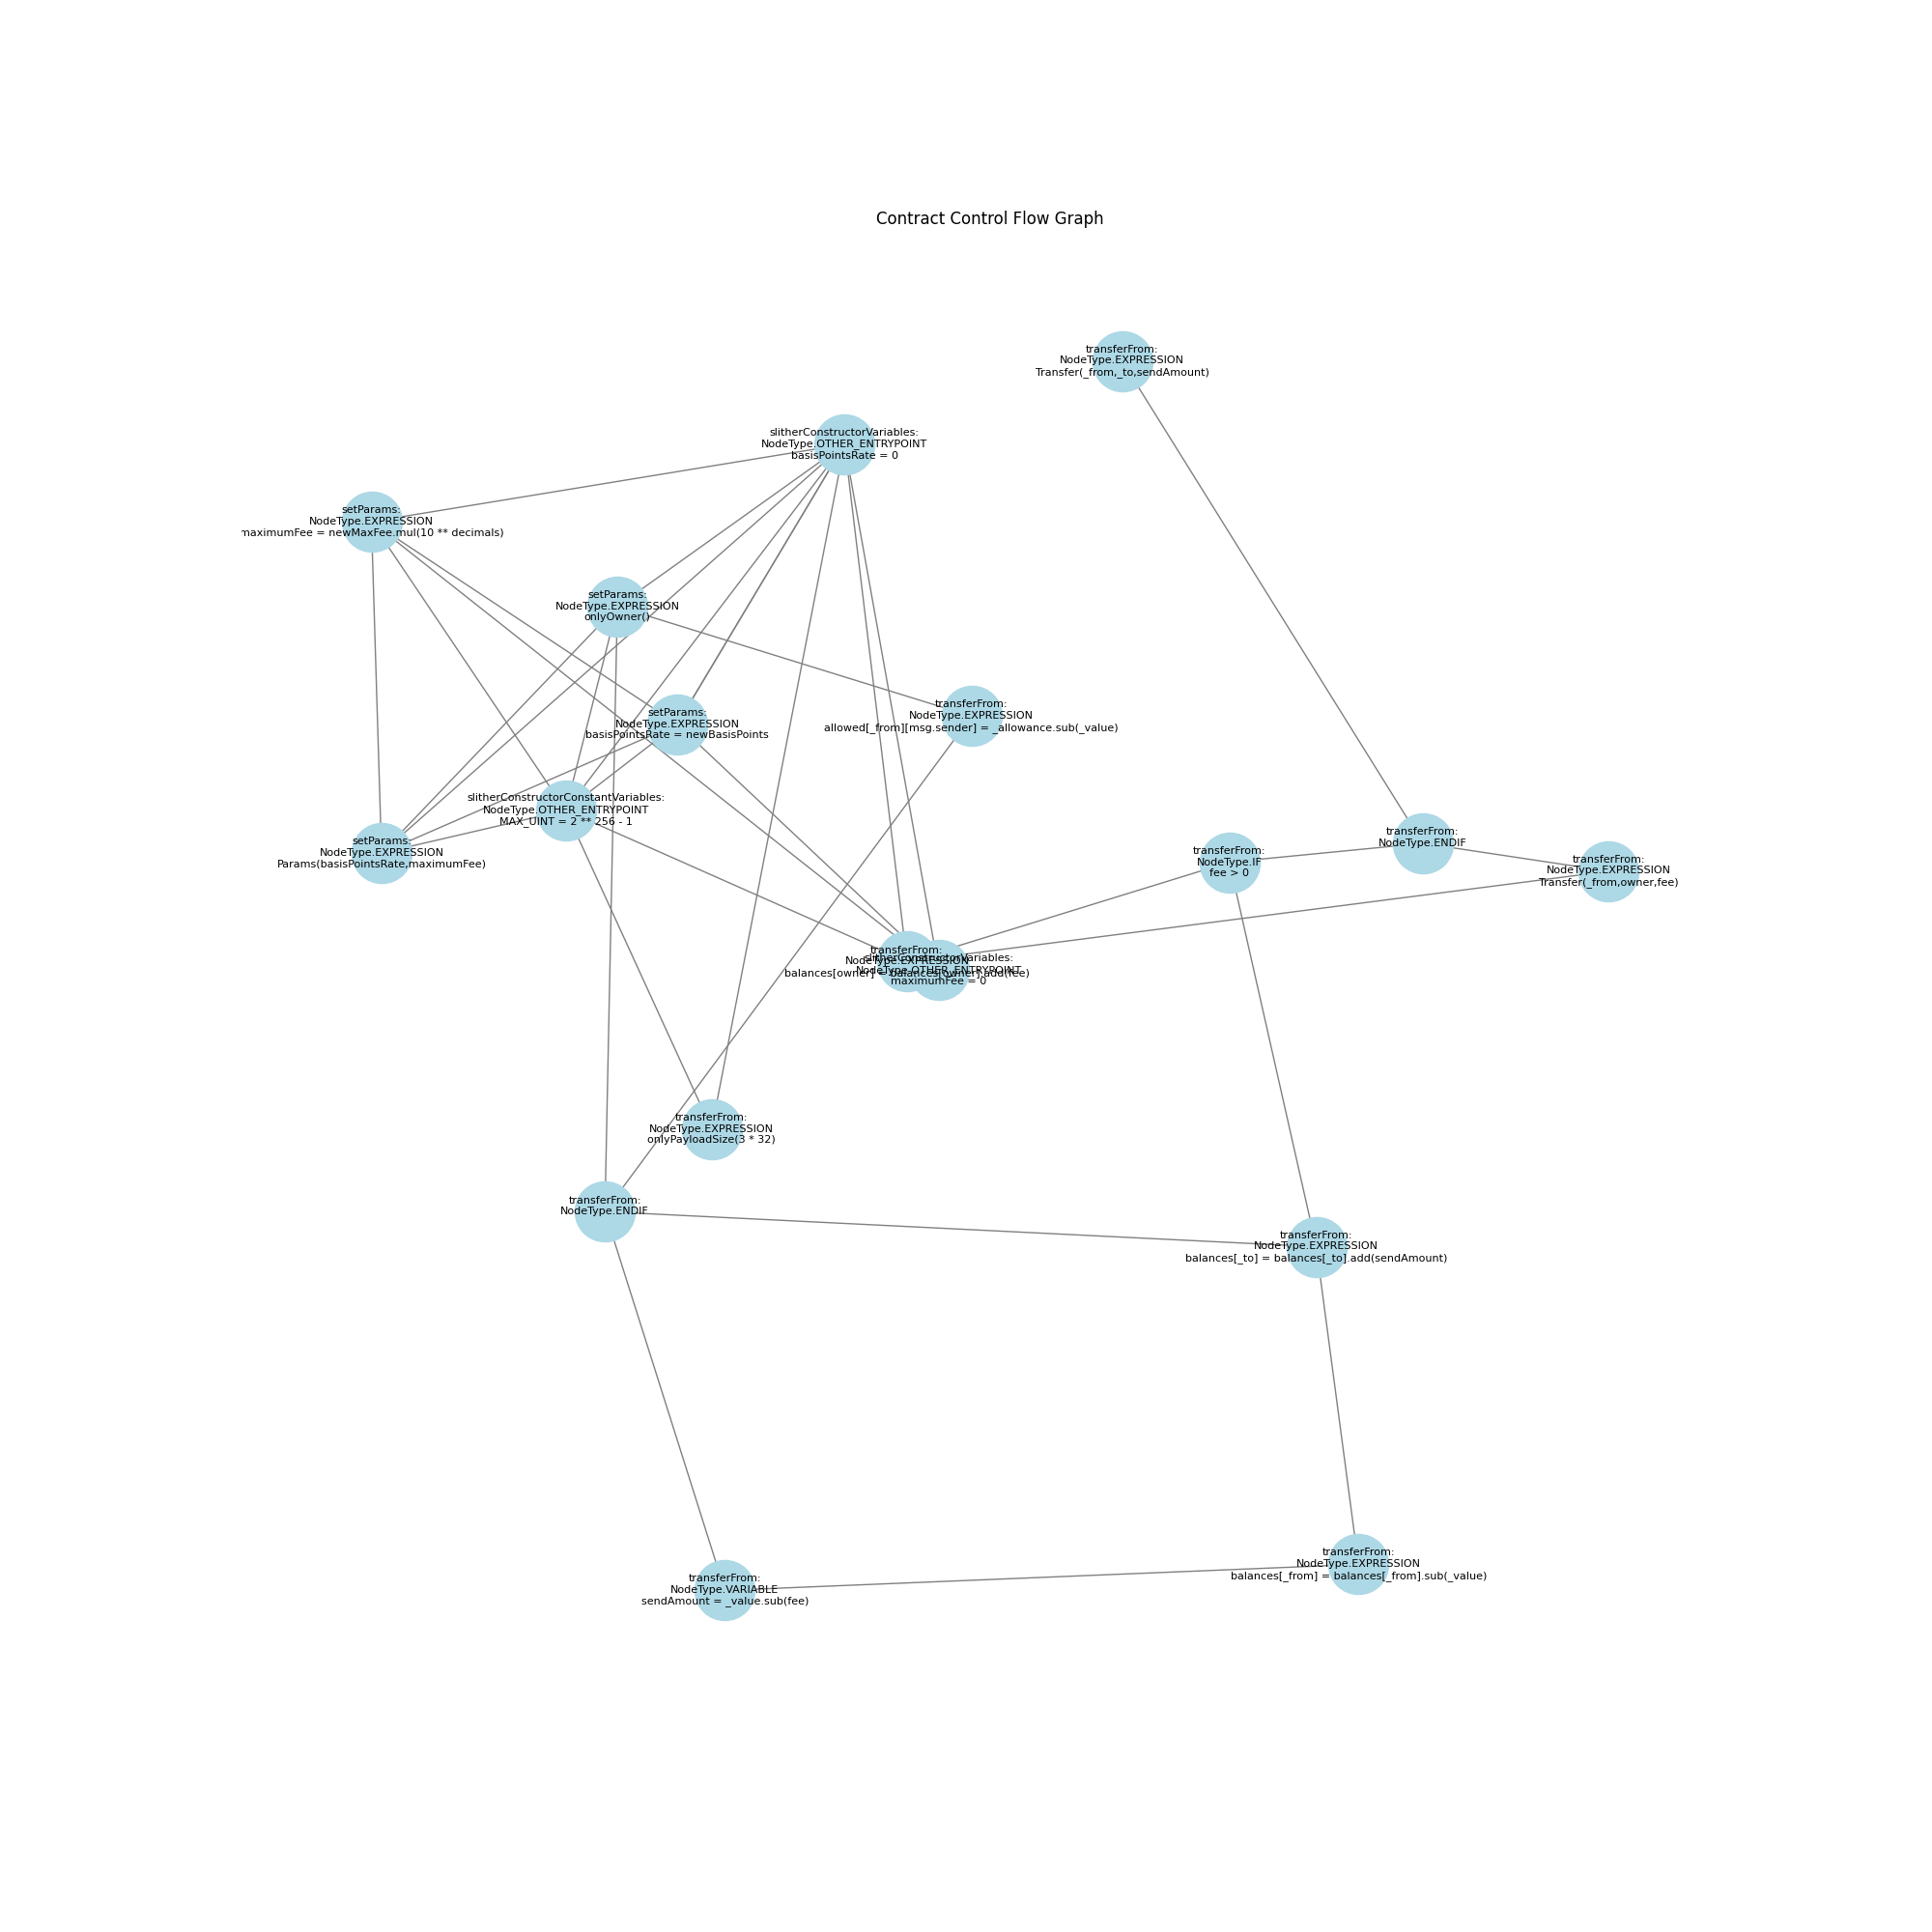 Contract Control Flow Graph
transferFrom:
NodeType.EXPRESSION
Transfer(_from,_to,sendAmount)
slitherConstructorVariables:
NodeType.OTHER_ENTRYPOINT
basisPointsRate = 0
setParams:
NodeType.EXPRESSION
maximumFee = newMaxFee.mul(10 ** decimals)
setParams:
NodeType.EXPRESSION
onlyOwner()
setParams:
NodeType.EXPRESSION
basisPointsRate = newBasisPoints
transferFrom:
NodeType.EXPRESSION
allowed[_from][msg.sender] = _allowance.sub(_value)
slitherConstructorConstantVariables:
NodeType.OTHER_ENTRYPOINT
MAX_UINT = 2 ** 256 - 1
setParams:
NodeType.EXPRESSION
Params(basisPointsRate,maximumFee)
transferFrom:
NodeType.IF
fee > 0
transferFrom:
NodeType.ENDIF
transferFrom:
NodeType.EXPRESSION
Transfer(_from,owner,fee)
transferFrom:
NodeType.EXPRESSION
balances[owner] = balances[owner].add(fee)
slitherConstructorVariables:
NodeType.OTHER_ENTRYPOINT
maximumFee = 0
transferFrom:
NodeType.EXPRESSION
onlyPayloadSize(3 * 32)
transferFrom:
NodeType.ENDIF
transferFrom:
NodeType.EXPRESSION
balances[_to] = balances[_to].add(sendAmount)
transferFrom:
NodeType.EXPRESSION
balances[_from] = balances[_from].sub(_value)
transferFrom:
NodeType.VARIABLE
sendAmount = _value.sub(fee)